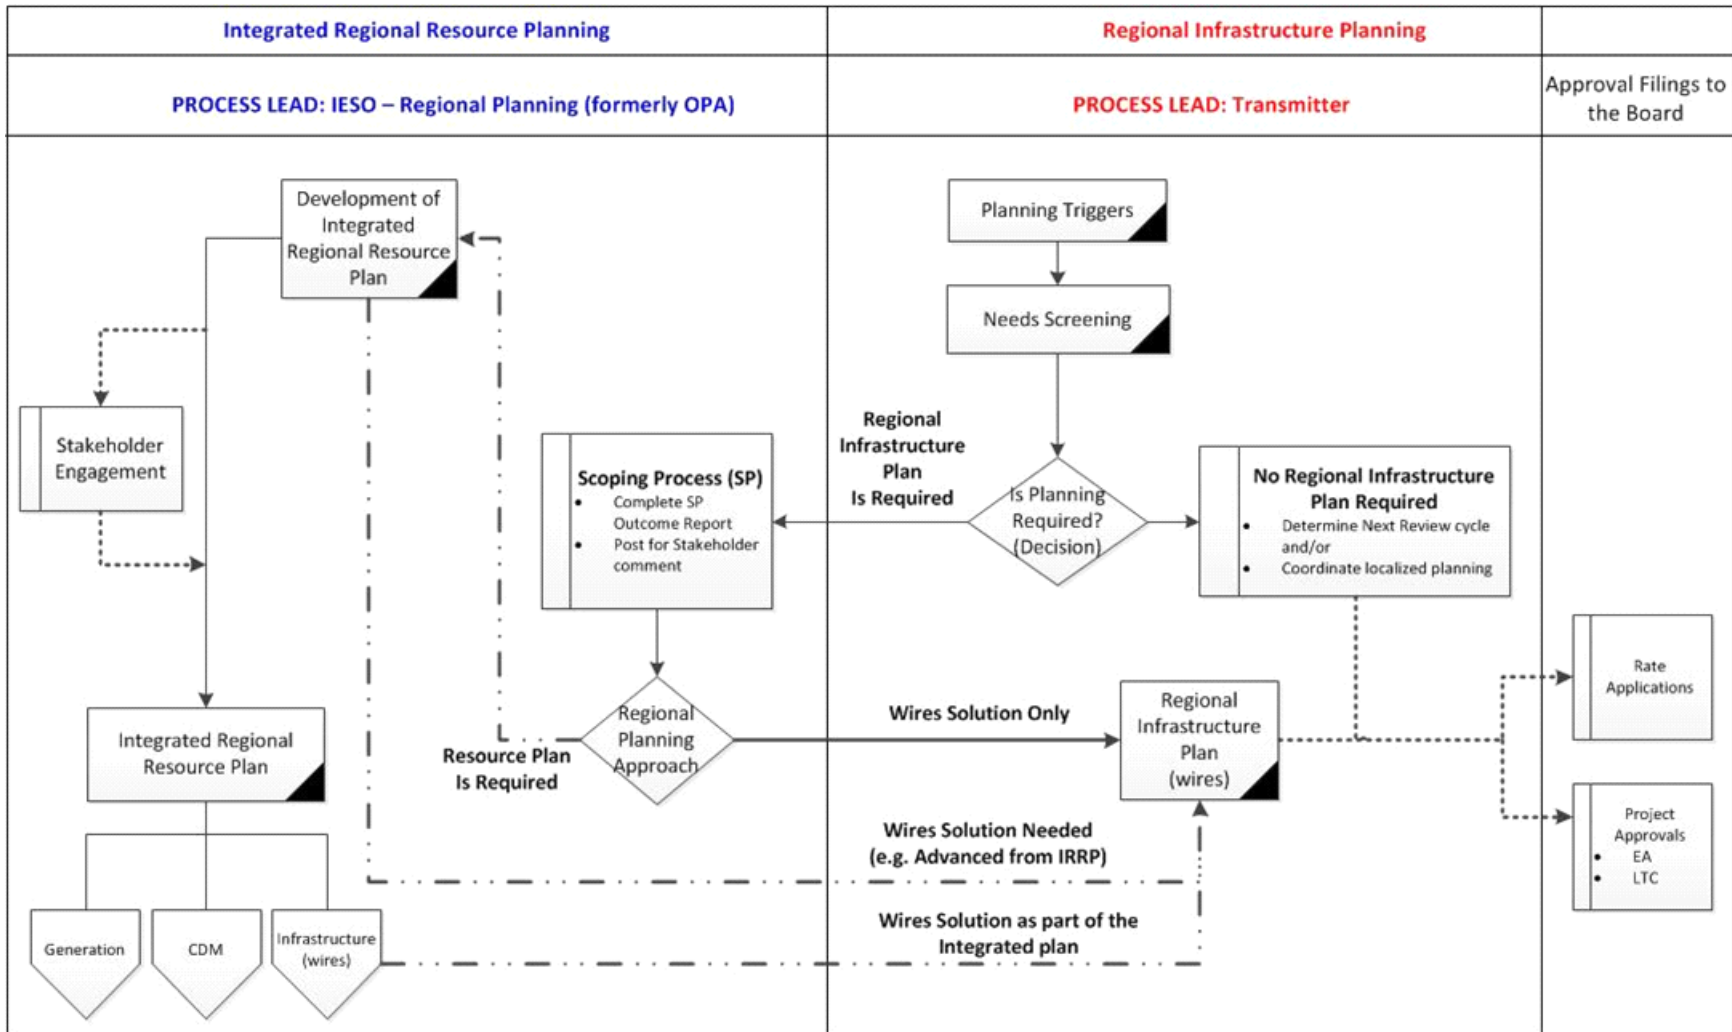 Integrated Regional Resource Planning
Regional Infrastructure Planning
PROCESS LEAD: IESO – Regional Planning (formerly OPA)
PROCESS LEAD: Transmitter
Approval Filings to
the Board
Development of
Integrated
Regional Resource
Plan
Planning Triggers
Needs Screening
Stakeholder
Engagement
Scoping Process (SP)
• Complete SP
Outcome Report
• Post for Stakeholder
comment
Regional
Infrastructure
Plan
Is Required
Is Planning
Required?
(Decision)
No Regional Infrastructure
Plan Required
• Determine Next Review cycle
and/or
• Coordinate localized planning
Integrated Regional
Resource Plan
Resource Plan
Is Required
Regional
Planning
Approach
Wires Solution Only
Regional
Infrastructure
Plan
(wires)
Rate
Applications
Wires Solution Needed
(e.g. Advanced from IRRP)
Project
Approvals
• EA
• LTC
Wires Solution as part of the
Integrated plan
Generation
CDM
Infrastructure
(wires)